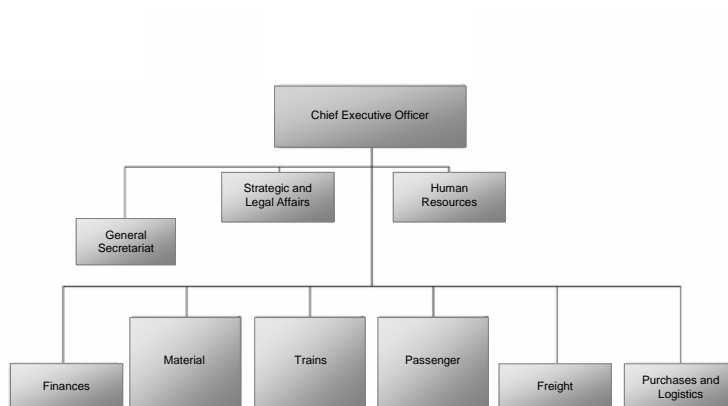 Chief Executive Officer
Strategic and
Legal Affairs
Human
Resources
General
Secretariat
Material
Trains
Passenger
Finances
Freight
Purchases and
Logistics